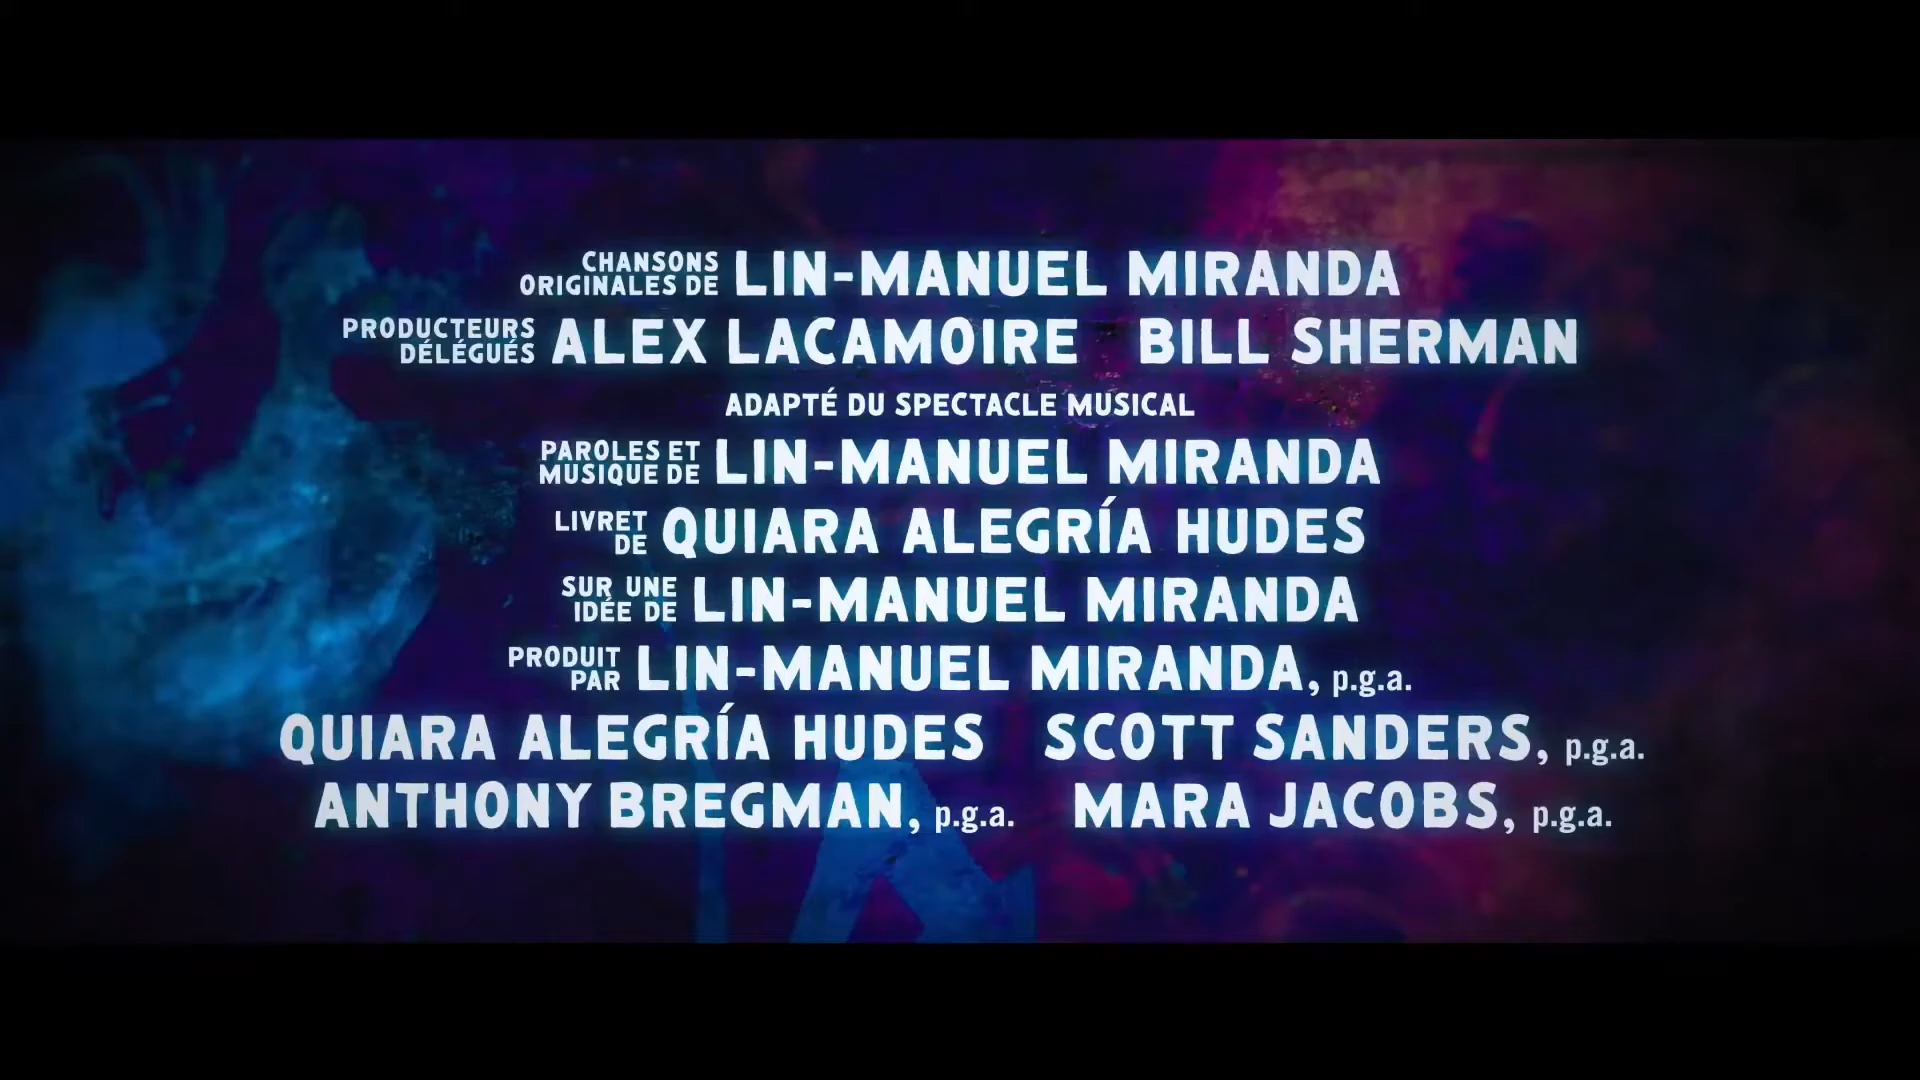 CHANSONS ORIGINALES DE LIN-MANUEL MIRANDA
PRODUCTEURS DÉLÉGUÉS ALEX LACAMOIRE BILL SHERMAN
ADAPTÉ DU SPECTACLE MUSICAL
PAROLES ET MUSIQUE DE LIN-MANUEL MIRANDA
LIVRET DE QUIARA ALEGRÍA HUDES
SUR UNE IDÉE DE LIN-MANUEL MIRANDA
PRODUIT PAR LIN-MANUEL MIRANDA, p.g.a.
QUIARA ALEGRÍA HUDES SCOTT SANDERS, p.g.a.
ANTHONY BREGMAN, p.g.a. MARA JACOBS, p.g.a.